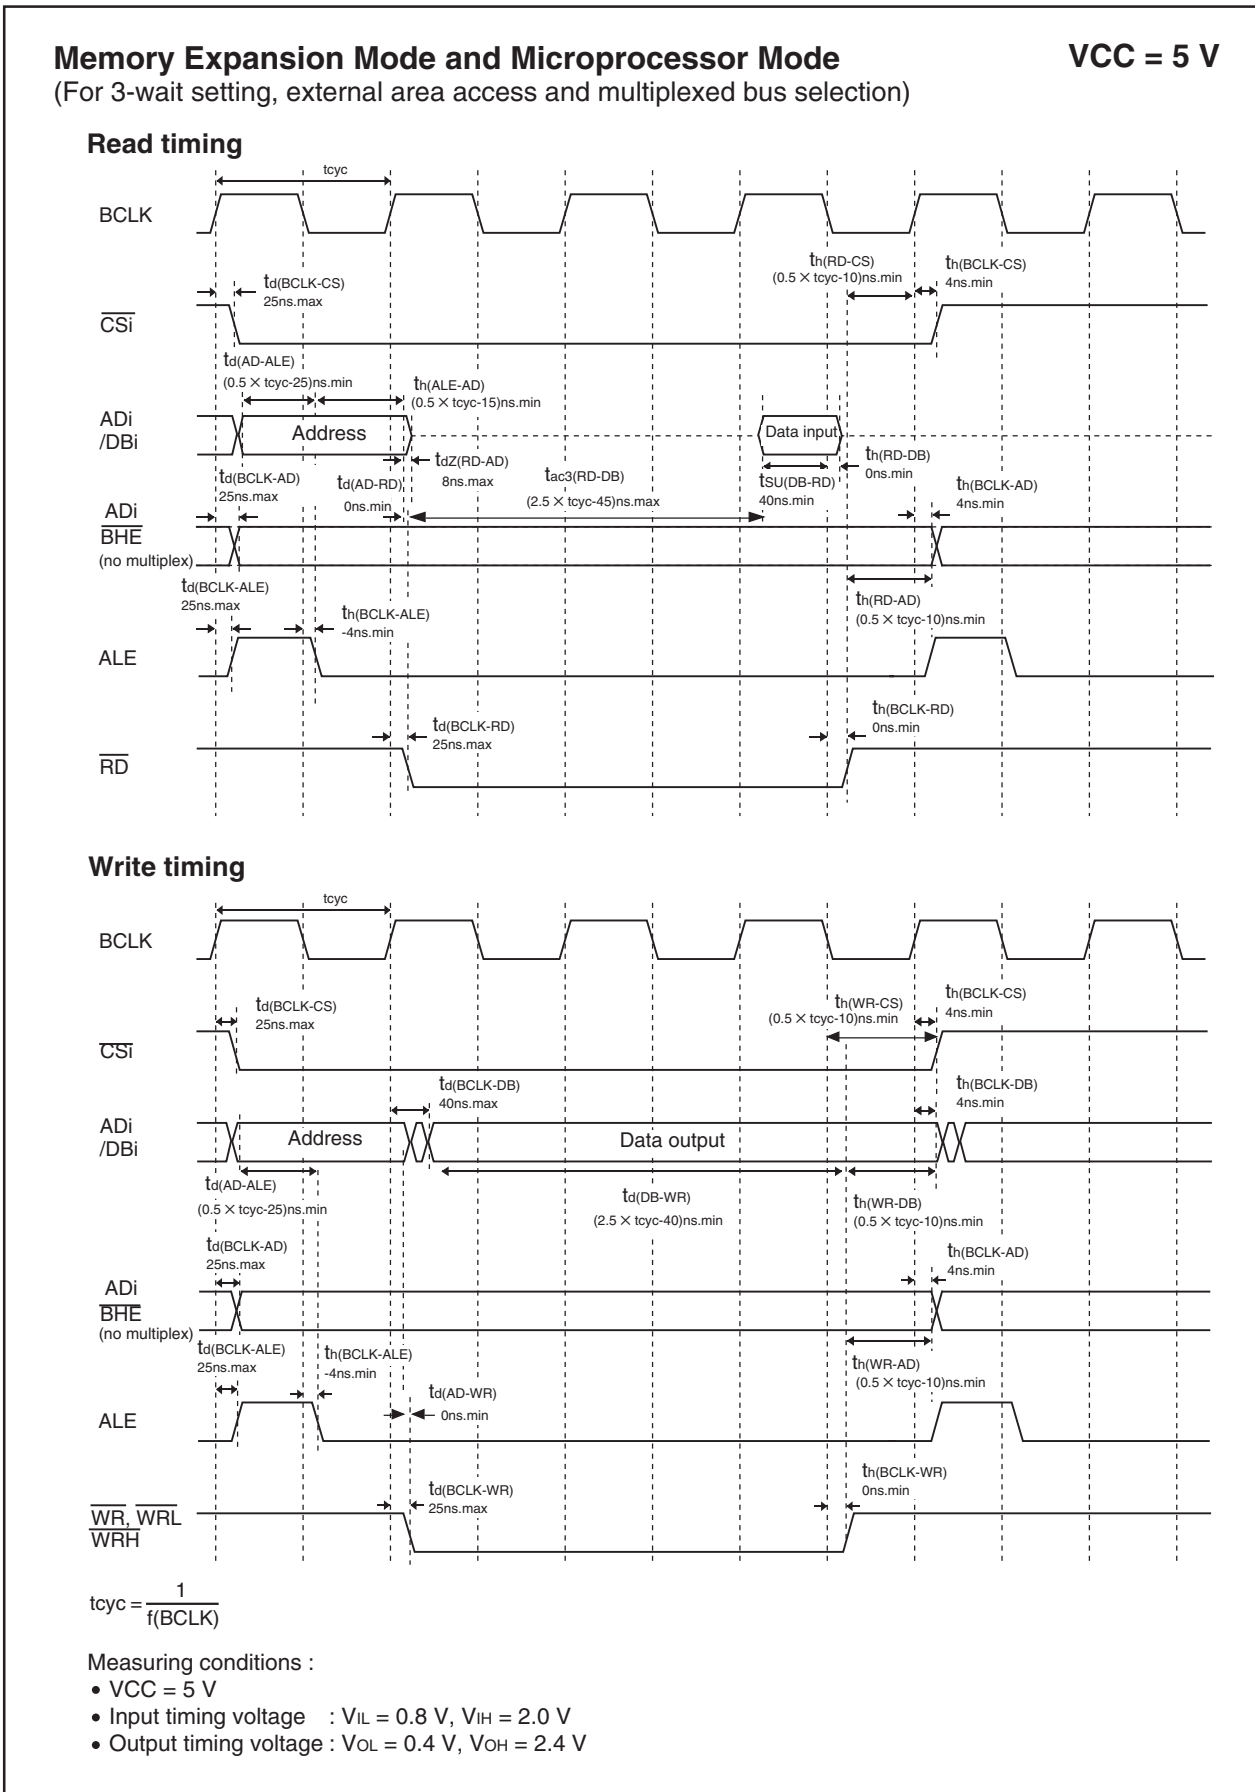 Memory Expansion Mode and Microprocessor Mode
VCC = 5 V
(For 3-wait setting, external area access and multiplexed bus selection)
Read timing
tcyc
BCLK
th(RD-CS)
(0.5 × tcyc-10)ns.min
th(BCLK-CS)
4ns.min
td(BCLK-CS)
25ns.max
CSi
td(AD-ALE)
(0.5 × tcyc-25)ns.min
th(ALE-AD)
(0.5 × tcyc-15)ns.min
ADi
/DBi
Address
Data input
td(BCLK-AD)
25ns.max
td(AD-RD)
0ns.min
tdZ(RD-AD)
8ns.max
tac3(RD-DB)
(2.5 × tcyc-45)ns.max
tSU(DB-RD)
40ns.min
th(RD-DB)
0ns.min
th(BCLK-AD)
4ns.min
ADi
BHE
(no multiplex)
td(BCLK-ALE)
25ns.max
th(BCLK-ALE)
-4ns.min
th(RD-AD)
(0.5 × tcyc-10)ns.min
ALE
td(BCLK-RD)
25ns.max
th(BCLK-RD)
0ns.min
RD
Write timing
tcyc
BCLK
td(BCLK-CS)
25ns.max
th(WR-CS)
(0.5 × tcyc-10)ns.min
th(BCLK-CS)
4ns.min
CSi
td(BCLK-DB)
40ns.max
th(BCLK-DB)
4ns.min
ADi
/DBi
Address
Data output
td(AD-ALE)
(0.5 × tcyc-25)ns.min
td(DB-WR)
(2.5 × tcyc-40)ns.min
th(WR-DB)
(0.5 × tcyc-10)ns.min
td(BCLK-AD)
25ns.max
th(BCLK-AD)
4ns.min
ADi
BHE
(no multiplex)
td(BCLK-ALE)
25ns.max
th(BCLK-ALE)
-4ns.min
td(AD-WR)
0ns.min
th(WR-AD)
(0.5 × tcyc-10)ns.min
ALE
td(BCLK-WR)
25ns.max
th(BCLK-WR)
0ns.min
WR, WRL
WRH
tcyc = 1
f(BCLK)
Measuring conditions :
• VCC = 5 V
• Input timing voltage : VIL = 0.8 V, VIH = 2.0 V
• Output timing voltage : VOL = 0.4 V, VOH = 2.4 V